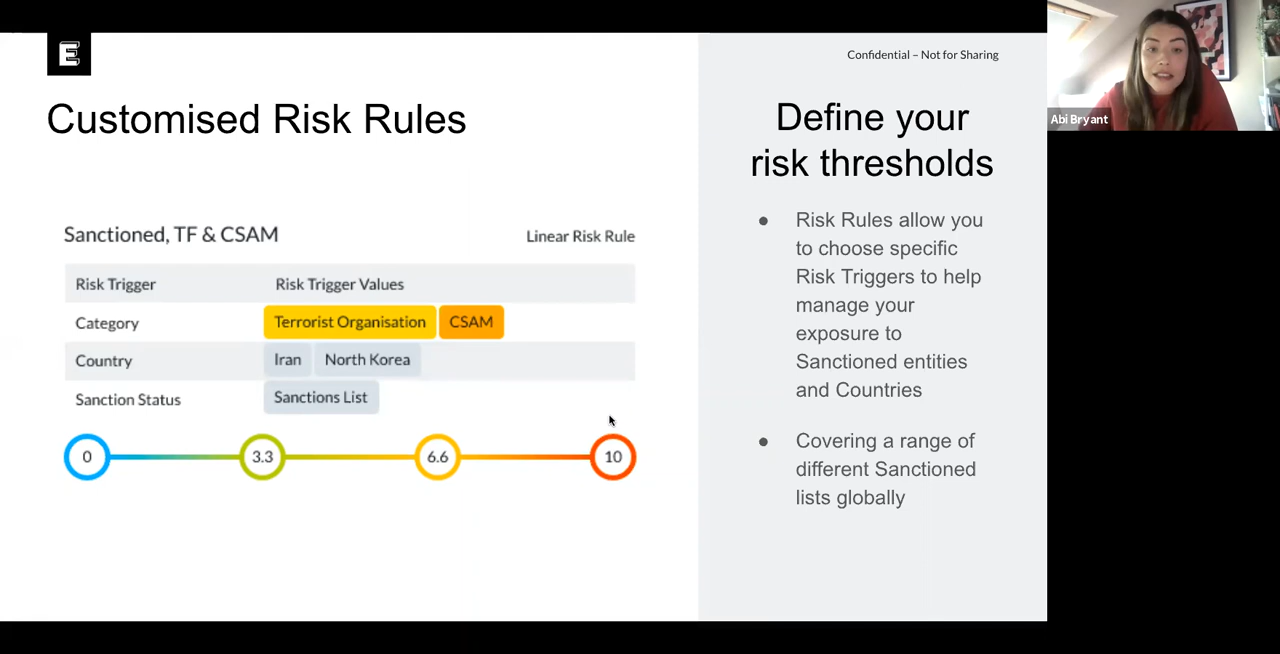 E
Confidential – Not for Sharing
Customised Risk Rules
Define your
risk thresholds
Abi Bryant
Sanctioned, TF & CSAM
Linear Risk Rule
Risk Trigger Risk Trigger Values
Category Terrorist Organisation CSAM
Country Iran North Korea
Sanction Status Sanctions List
0 3.3 6.6 10
● Risk Rules allow you
to choose specific
Risk Triggers to help
manage your
exposure to
Sanctioned entities
and Countries
● Covering a range of
different Sanctioned
lists globally